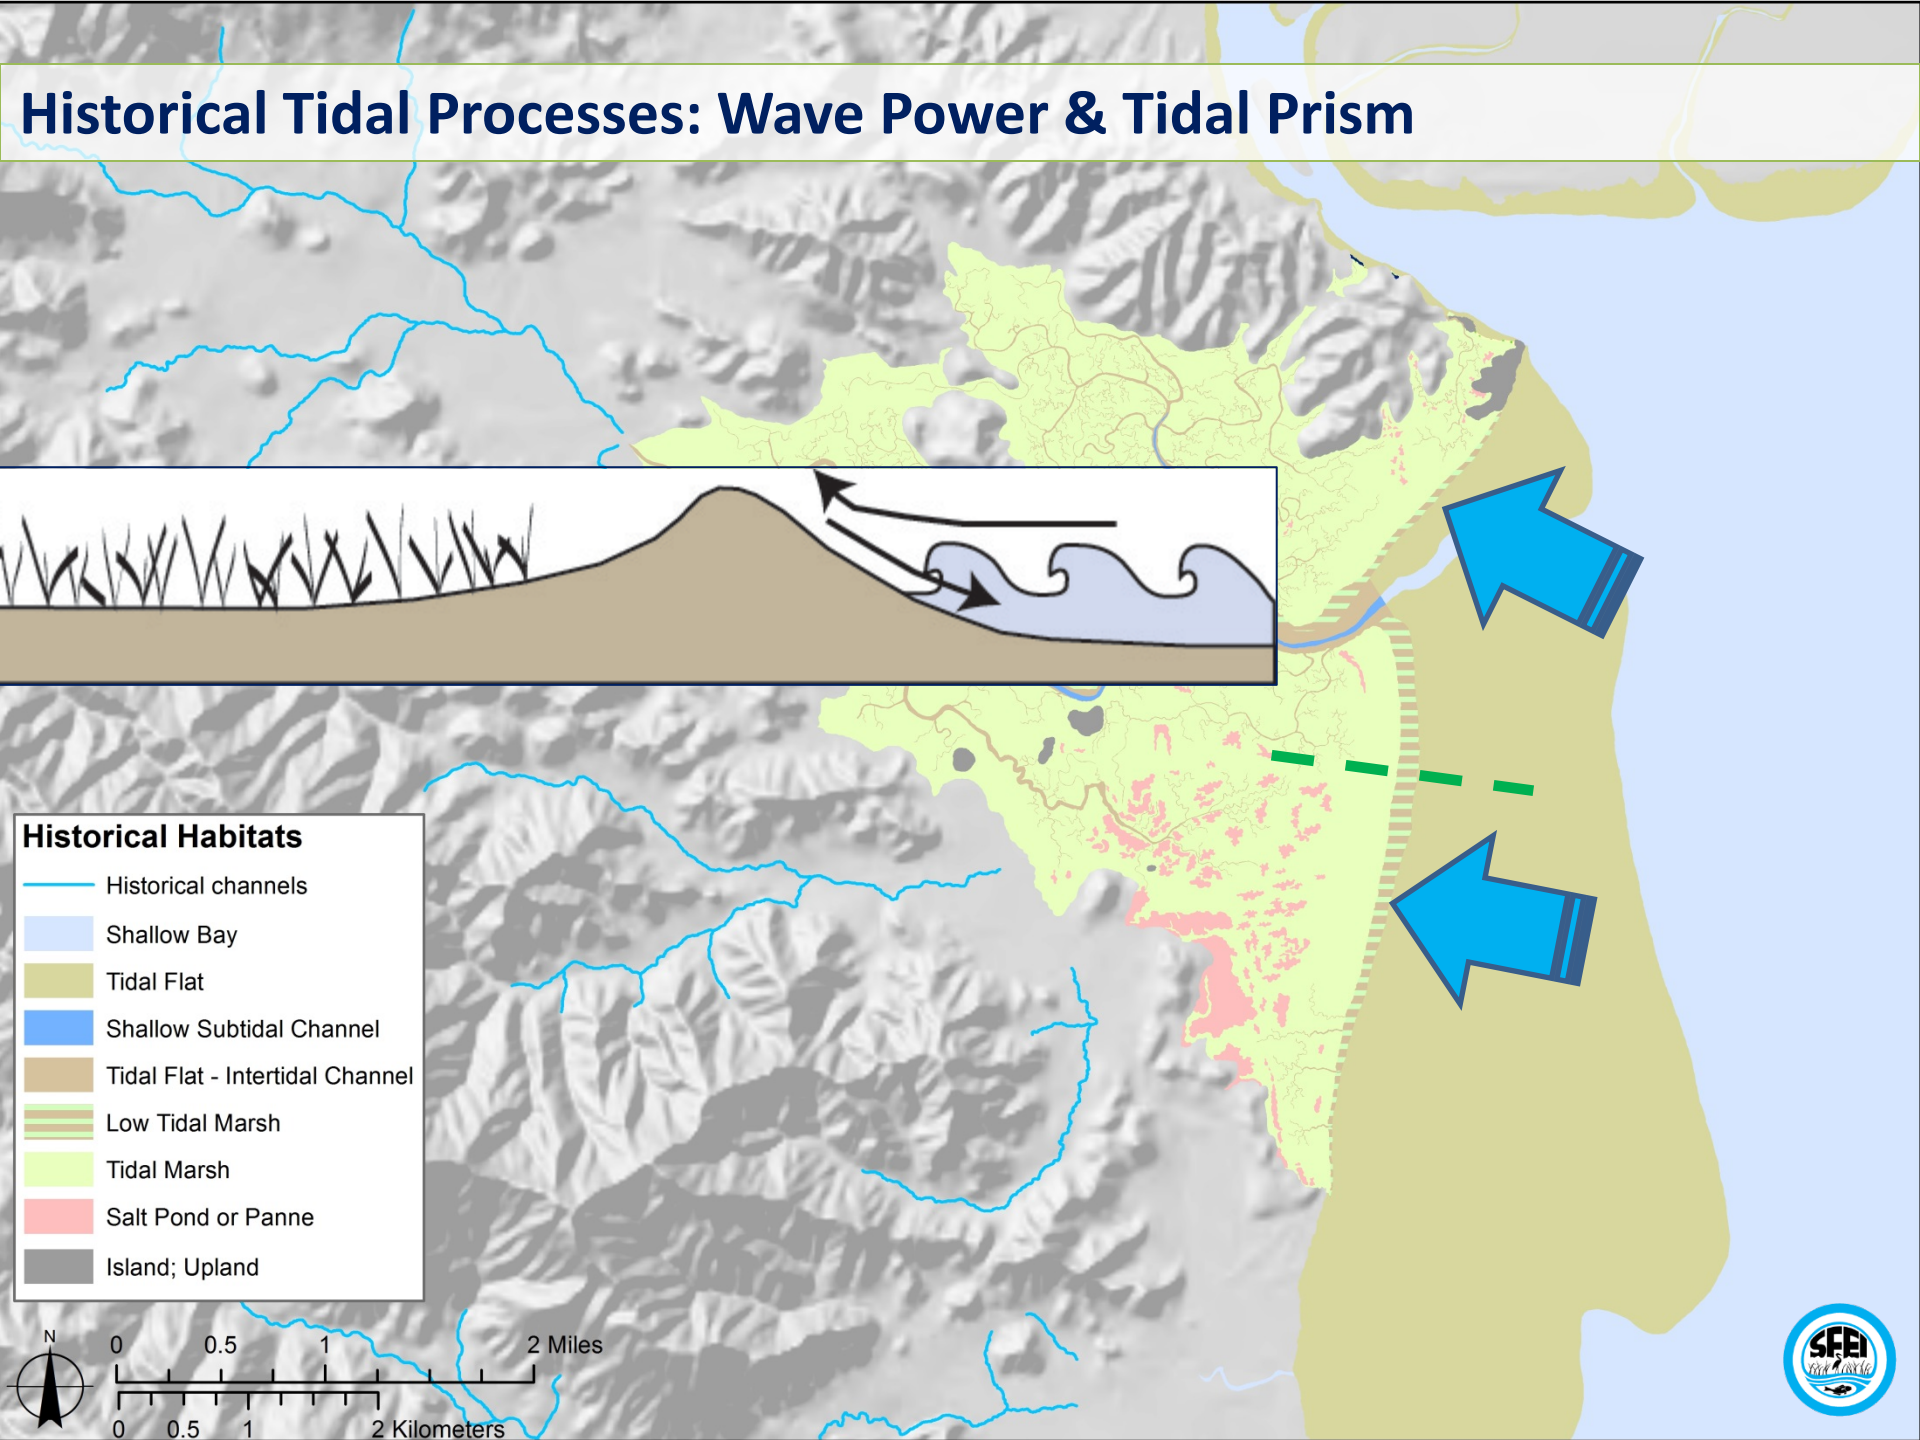 Historical Tidal Processes: Wave Power & Tidal Prism
Historical Habitats
Historical channels
Shallow Bay
Tidal Flat
Shallow Subtidal Channel
Tidal Flat - Intertidal Channel
Low Tidal Marsh
Tidal Marsh
Salt Pond or Panne
Island; Upland
N
0 0.5 1 2 Miles
0 0.5 1 2 Kilometers
SFEI